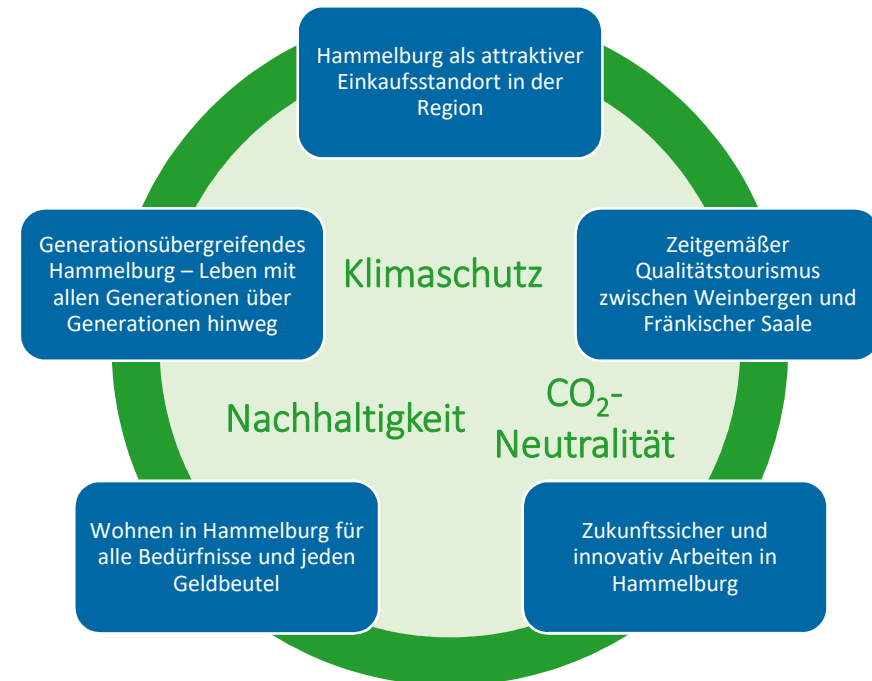 Hammelburg als attraktiver
Einkaufsstandort in der
Region
Generationsübergreifendes
Hammelburg – Leben mit
allen Generationen über
Generationen hinweg
Klimaschutz
Zeitgemäßer
Qualitätstourismus
zwischen Weinbergen und
Fränkischer Saale
Nachhaltigkeit
CO₂-
Neutralität
Wohnen in Hammelburg für
alle Bedürfnisse und jeden
Geldbeutel
Zukunftssicher und
innovativ Arbeiten in
Hammelburg